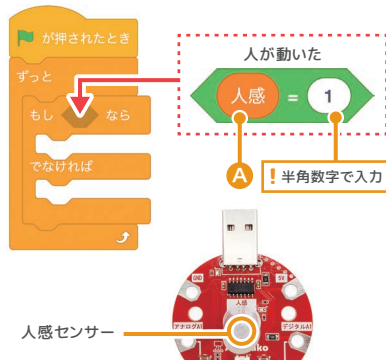 が押されたとき
ずっと
もし なら
でなければ
人が動いた
人感 = 1
A
! 半角数字で入力
人感センサー
GND
5V
人感
アナログA1
デジタルA1